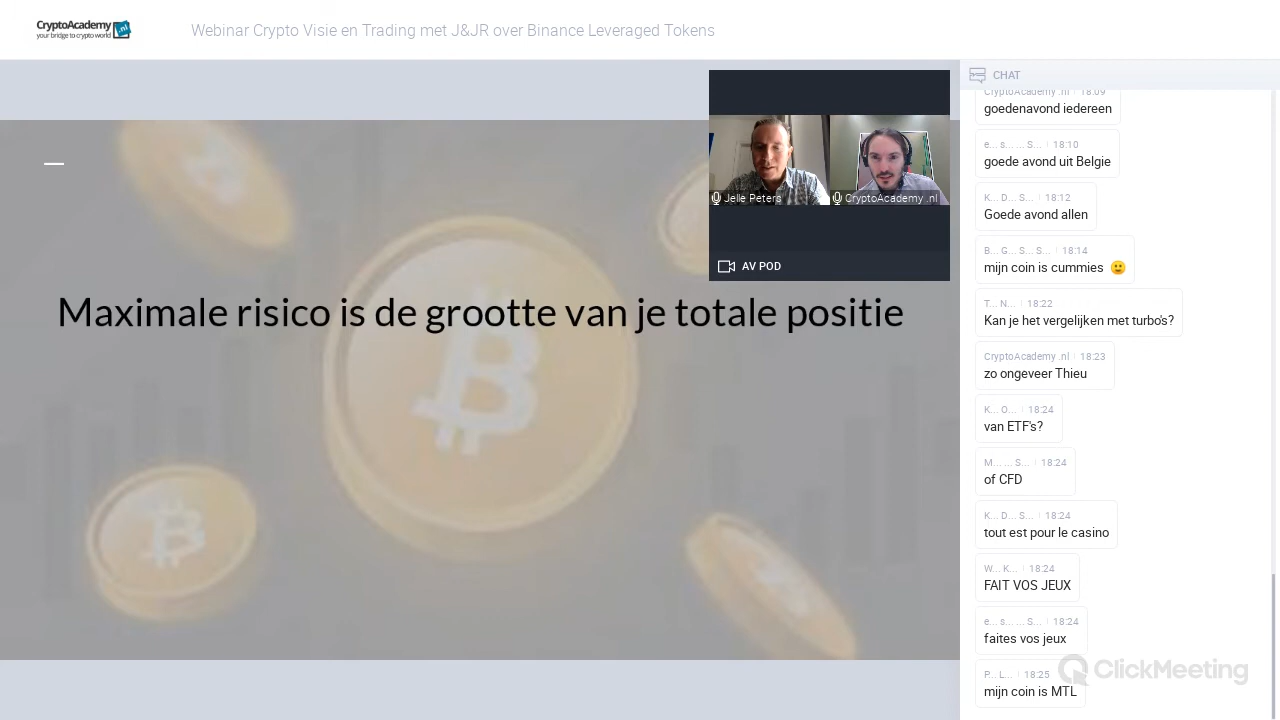 CryptoAcademy .nl
your bridge to crypto world
Webinar Crypto Visie en Trading met J&JR over Binance Leveraged Tokens
Jelle Peters
CryptoAcademy .nl
AV POD
Maximale risico is de grootte van je totale positie
CHAT
CryptoAcademy .nl 18:09
goedenavond iedereen
e... s... ... S... 18:10
goede avond uit Belgie
K... D... S... 18:12
Goede avond allen
B... G... S... S... 18:14
mijn coin is cummies 🙂
T... N... 18:22
Kan je het vergelijken met turbo's?
CryptoAcademy .nl 18:23
zo ongeveer Thieu
K... O... 18:24
van ETF's?
M... ... S... 18:24
of CFD
K... D... S... 18:24
tout est pour le casino
W... K... 18:24
FAIT VOS JEUX
e... s... ... S... 18:24
faites vos jeux
P... L... 18:25
mijn coin is MTL
ClickMeeting